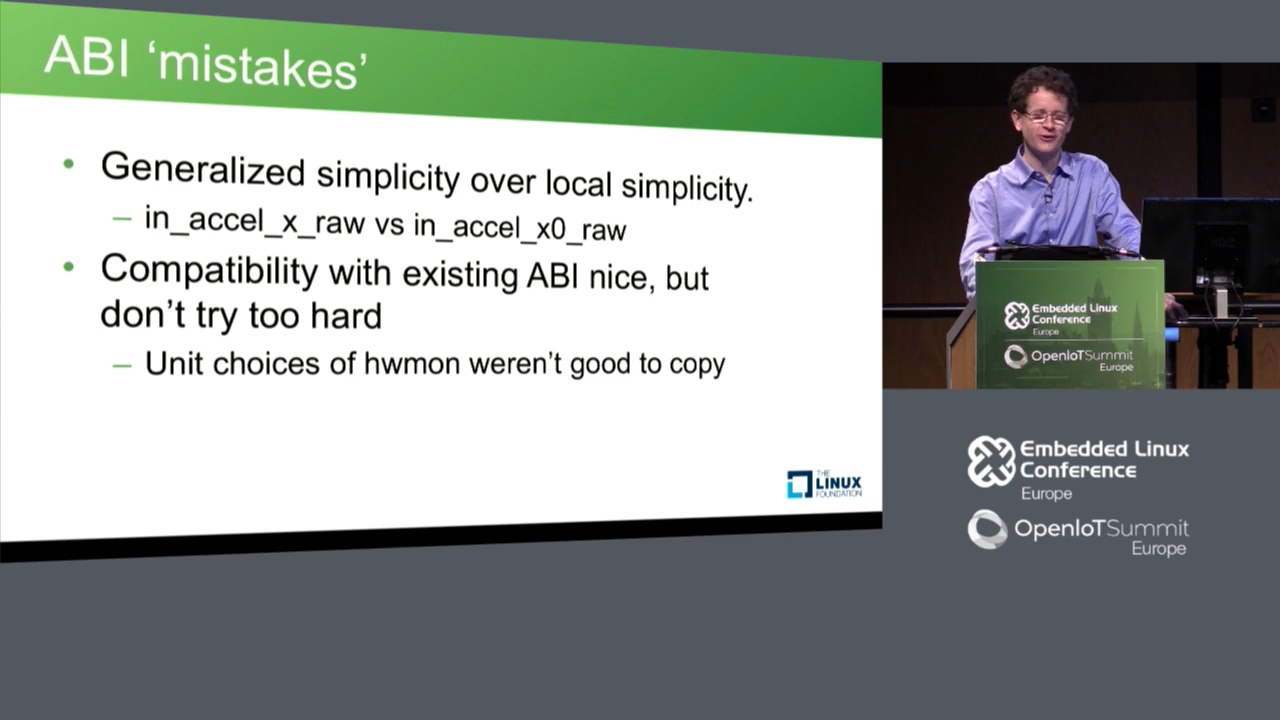 ABI ‘mistakes’
• Generalized simplicity over local simplicity.
– in_accel_x_raw vs in_accel_x0_raw
• Compatibility with existing ABI nice, but
don’t try too hard
– Unit choices of hwmon weren’t good to copy
THE
LINUX
FOUNDATION
Embedded Linux
Conference
Europe
OpenIoTSummit
Europe
Embedded Linux
Conference
Europe
OpenIoTSummit
Europe